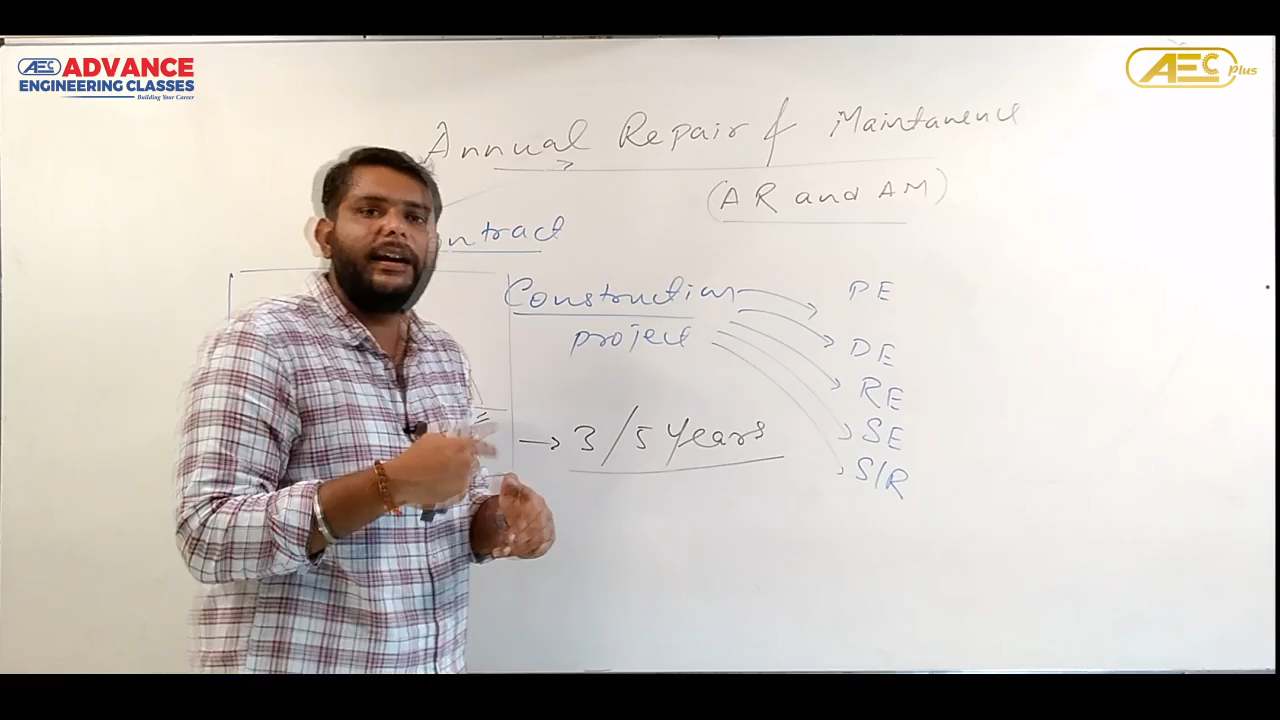 AEC ADVANCE
ENGINEERING CLASSES
Building Your Career
AEC Plus
Annual Repair & Maintanence
(AR and AM)
ntract
Construction
project
PE
DE
RE
SE
S/R
3/5 Years